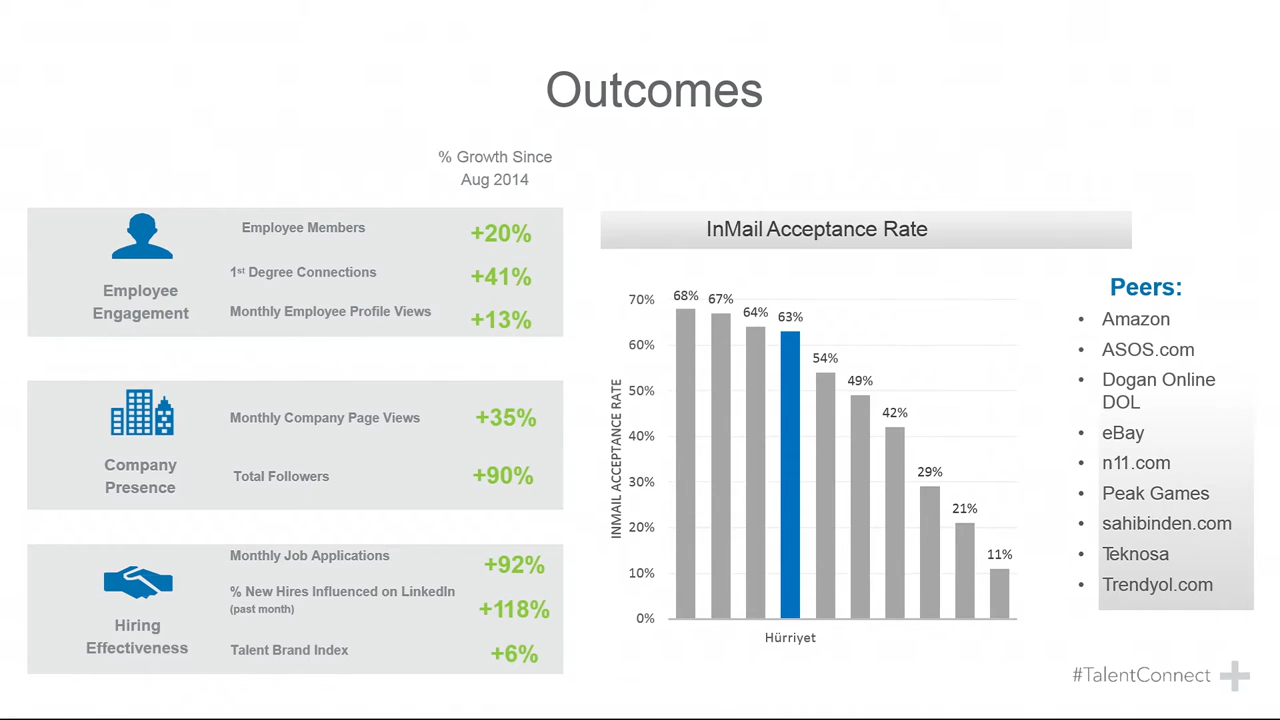 Outcomes
% Growth Since
Aug 2014
Employee Members
+20%
1st Degree Connections
+41%
Monthly Employee Profile Views
+13%
Employee
Engagement
Monthly Company Page Views
+35%
Total Followers
+90%
Company
Presence
Monthly Job Applications
+92%
% New Hires Influenced on LinkedIn
(past month)
+118%
Talent Brand Index
+6%
Hiring
Effectiveness
InMail Acceptance Rate
INMAIL ACCEPTANCE RATE
70%
60%
50%
40%
30%
20%
10%
0%
68%
67%
64%
63%
54%
49%
42%
29%
21%
11%
Hürriyet
Peers:
• Amazon
• ASOS.com
• Dogan Online
DOL
• eBay
• n11.com
• Peak Games
• sahibinden.com
• Teknosa
• Trendyol.com
#TalentConnect